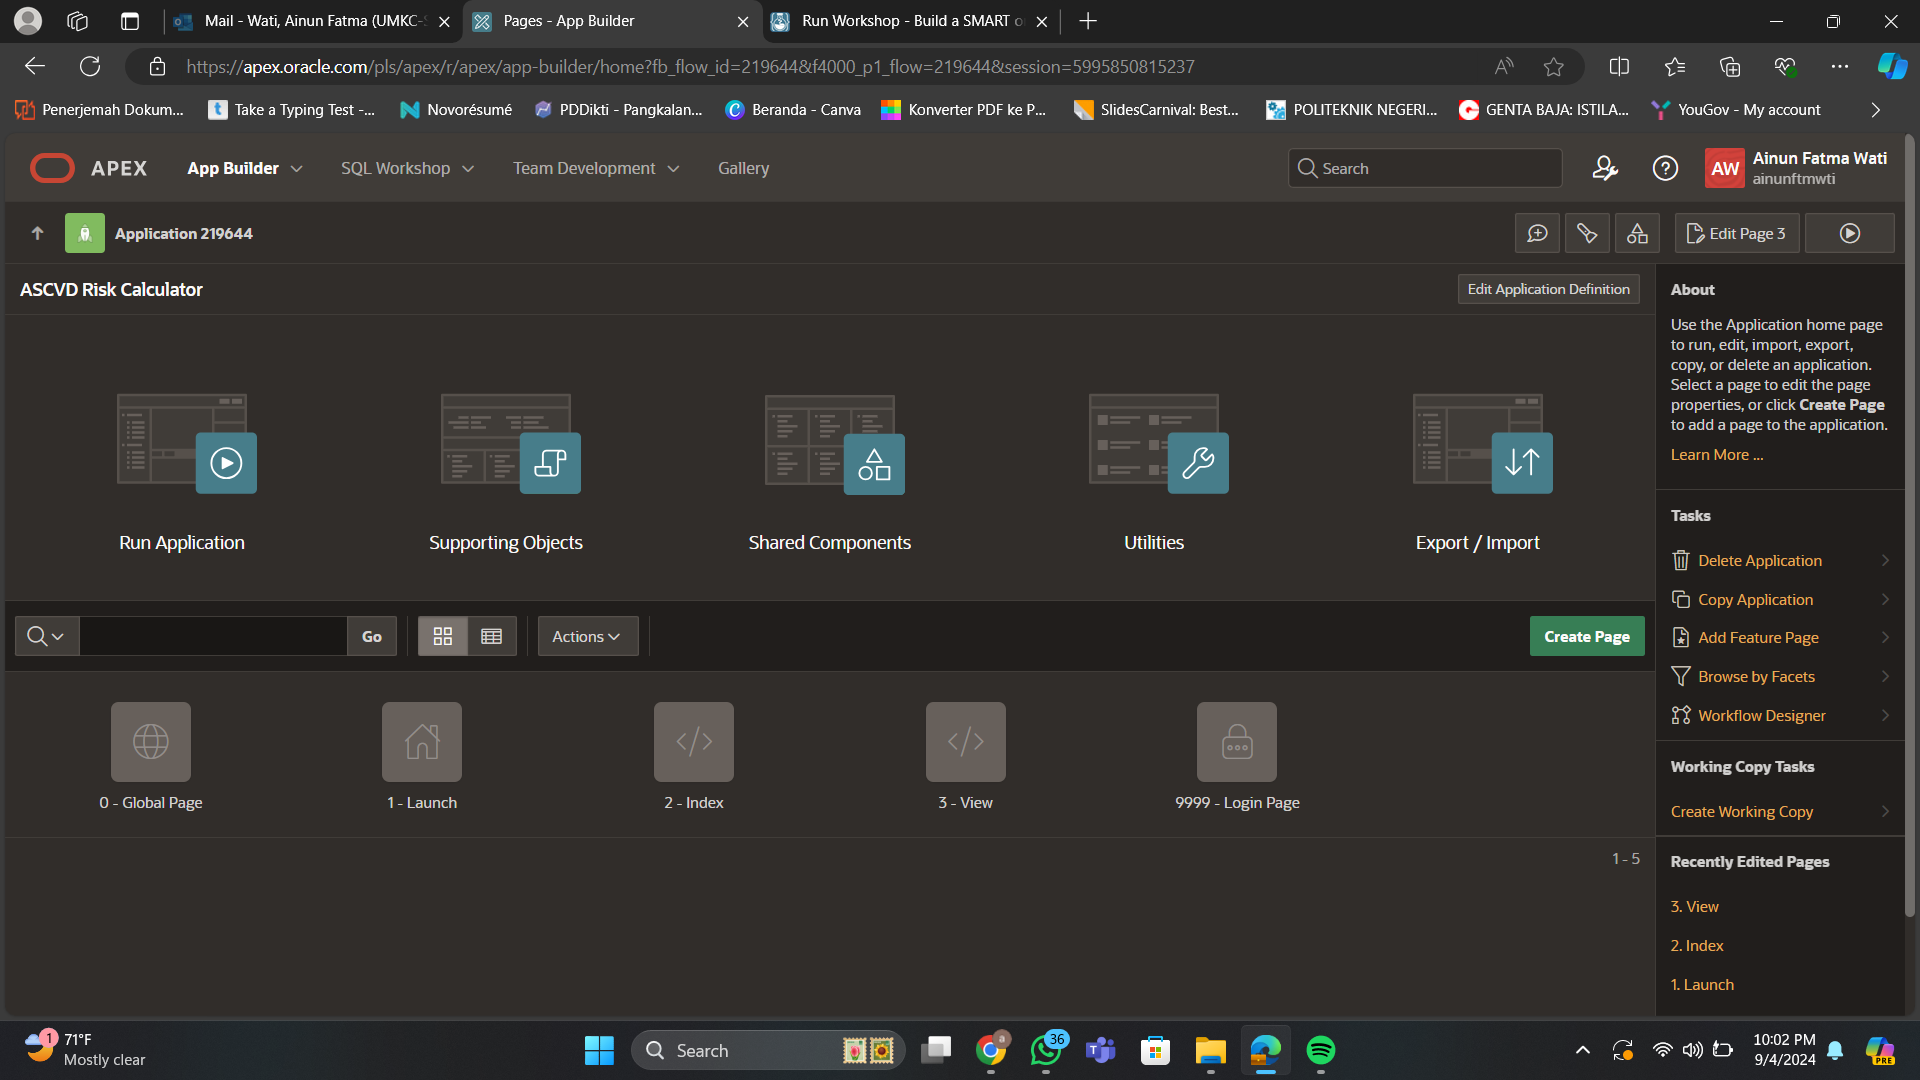 Mail - Wati, Ainun Fatma (UMKC-S
Pages - App Builder
Run Workshop - Build a SMART o
https://apex.oracle.com/pls/apex/r/apex/app-builder/home?fb_flow_id=219644&f4000_p1_flow=219644&session=5995850815237
Penerjemah Dokum...
Take a Typing Test -...
Novorésumé
PDDikti - Pangkalan...
Beranda - Canva
Konverter PDF ke P...
SlidesCarnival: Best...
POLITEKNIK NEGERI...
GENTA BAJA: ISTILA...
YouGov - My account
APEX
App Builder
SQL Workshop
Team Development
Gallery
Search
AW
Ainun Fatma Wati
ainunftmwti
Application 219644
Edit Page 3
ASCVD Risk Calculator
Edit Application Definition
Run Application
Supporting Objects
Shared Components
Utilities
Export / Import
Go
Actions
Create Page
0 - Global Page
1 - Launch
2 - Index
3 - View
9999 - Login Page
1 - 5
About
Use the Application home page
to run, edit, import, export,
copy, or delete an application.
Select a page to edit the page
properties, or click Create Page
to add a page to the application.
Learn More ...
Tasks
Delete Application
Copy Application
Add Feature Page
Browse by Facets
Workflow Designer
Working Copy Tasks
Create Working Copy
Recently Edited Pages
3. View
2. Index
1. Launch
1
71°F
Mostly clear
Search
a
36
10:02 PM
9/4/2024
PRE